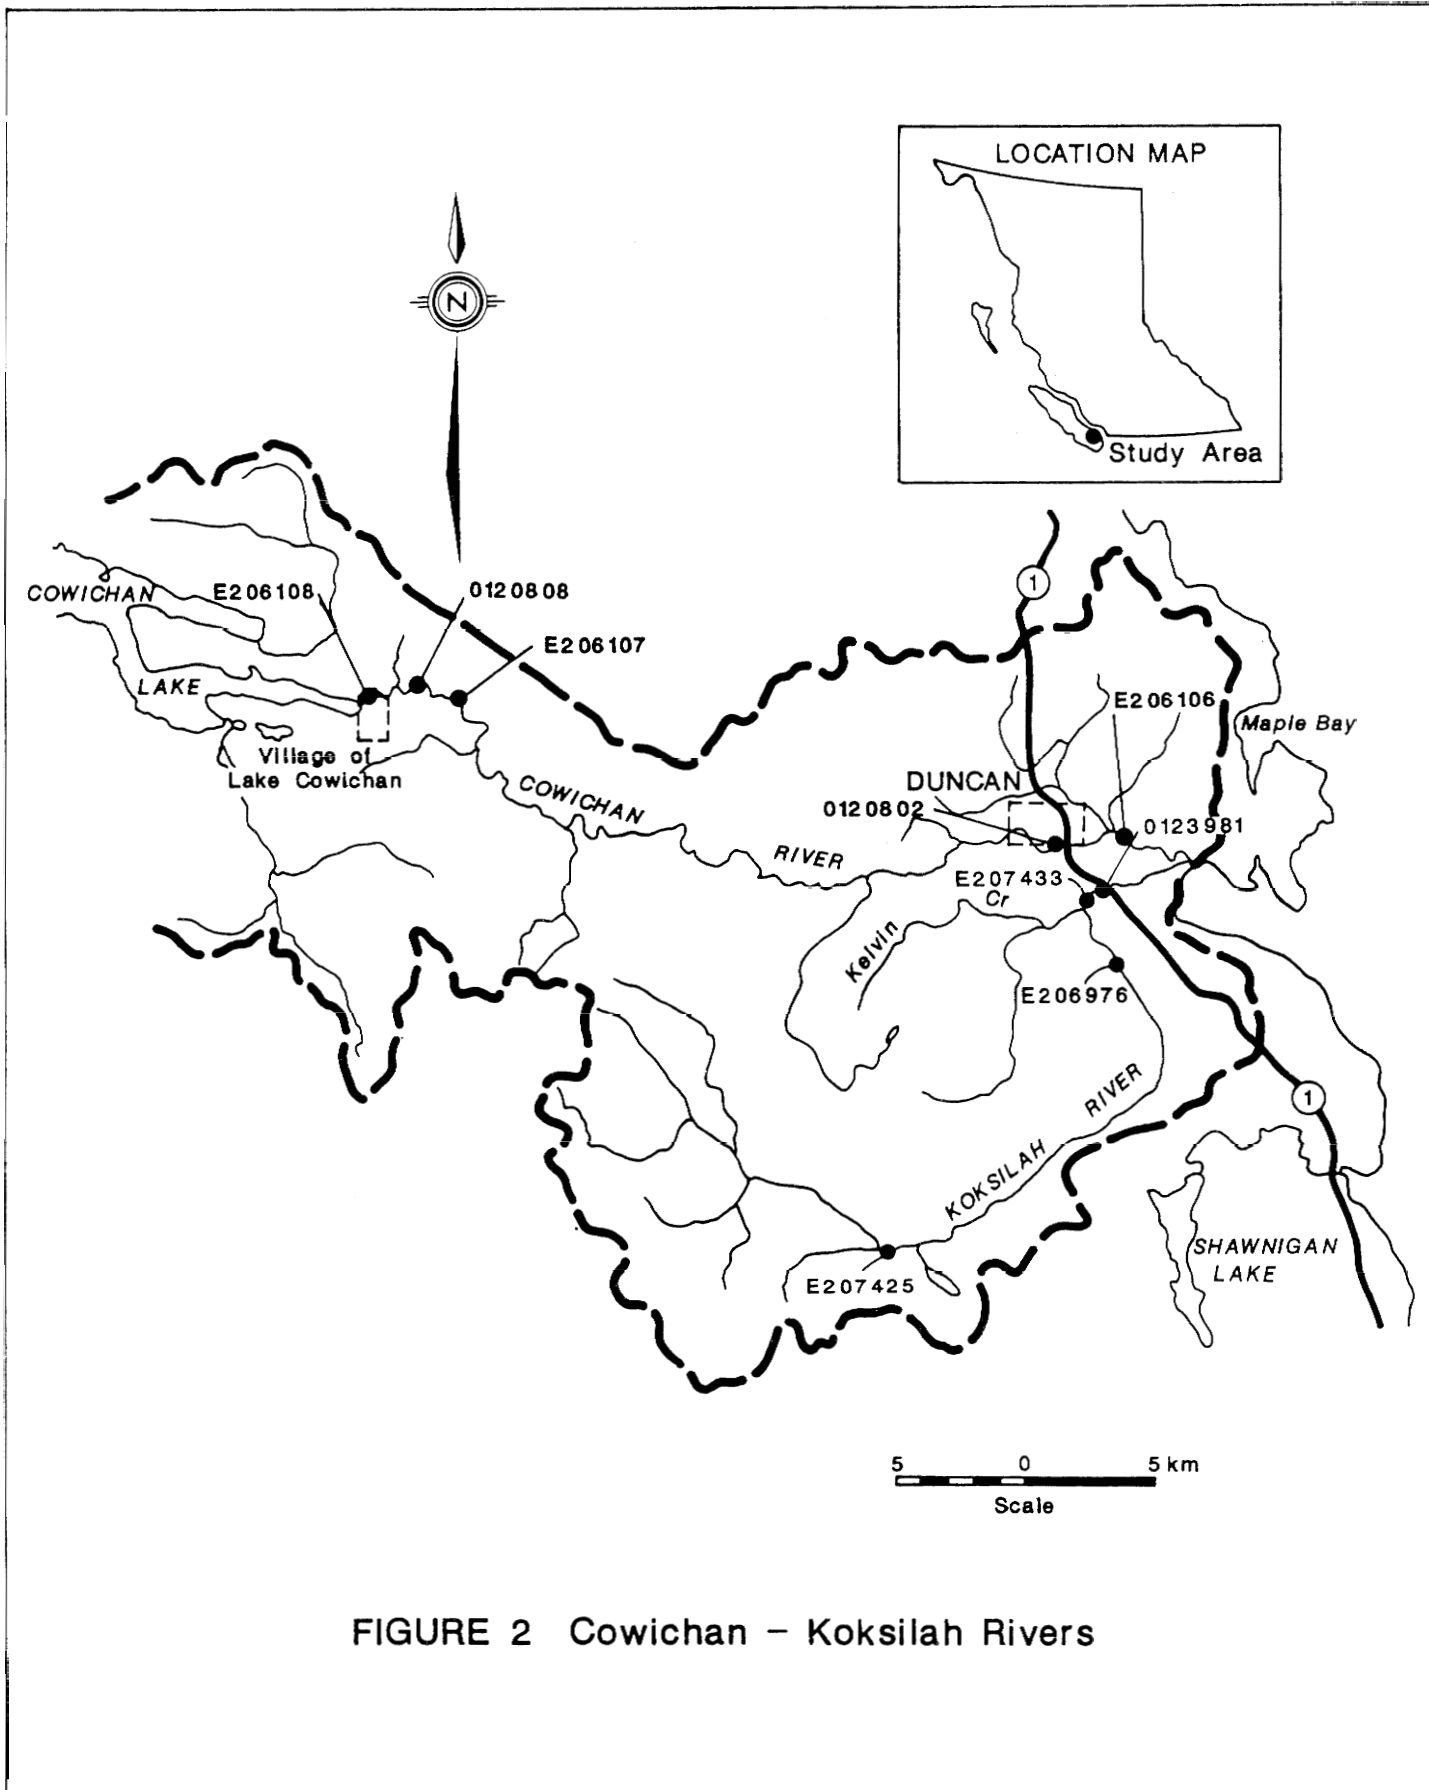 LOCATION MAP
Study Area
N
1
COWICHAN
LAKE
E206108
0120808
E206107
Village of
Lake Cowichan
COWICHAN
RIVER
E206106
Maple Bay
DUNCAN
0120802
0123981
E207433
Cr
Kelvin
E206976
1
KOKSILAH
RIVER
SHAWNIGAN
LAKE
E207425
5 0 5 km
Scale
FIGURE 2 Cowichan – Koksilah Rivers